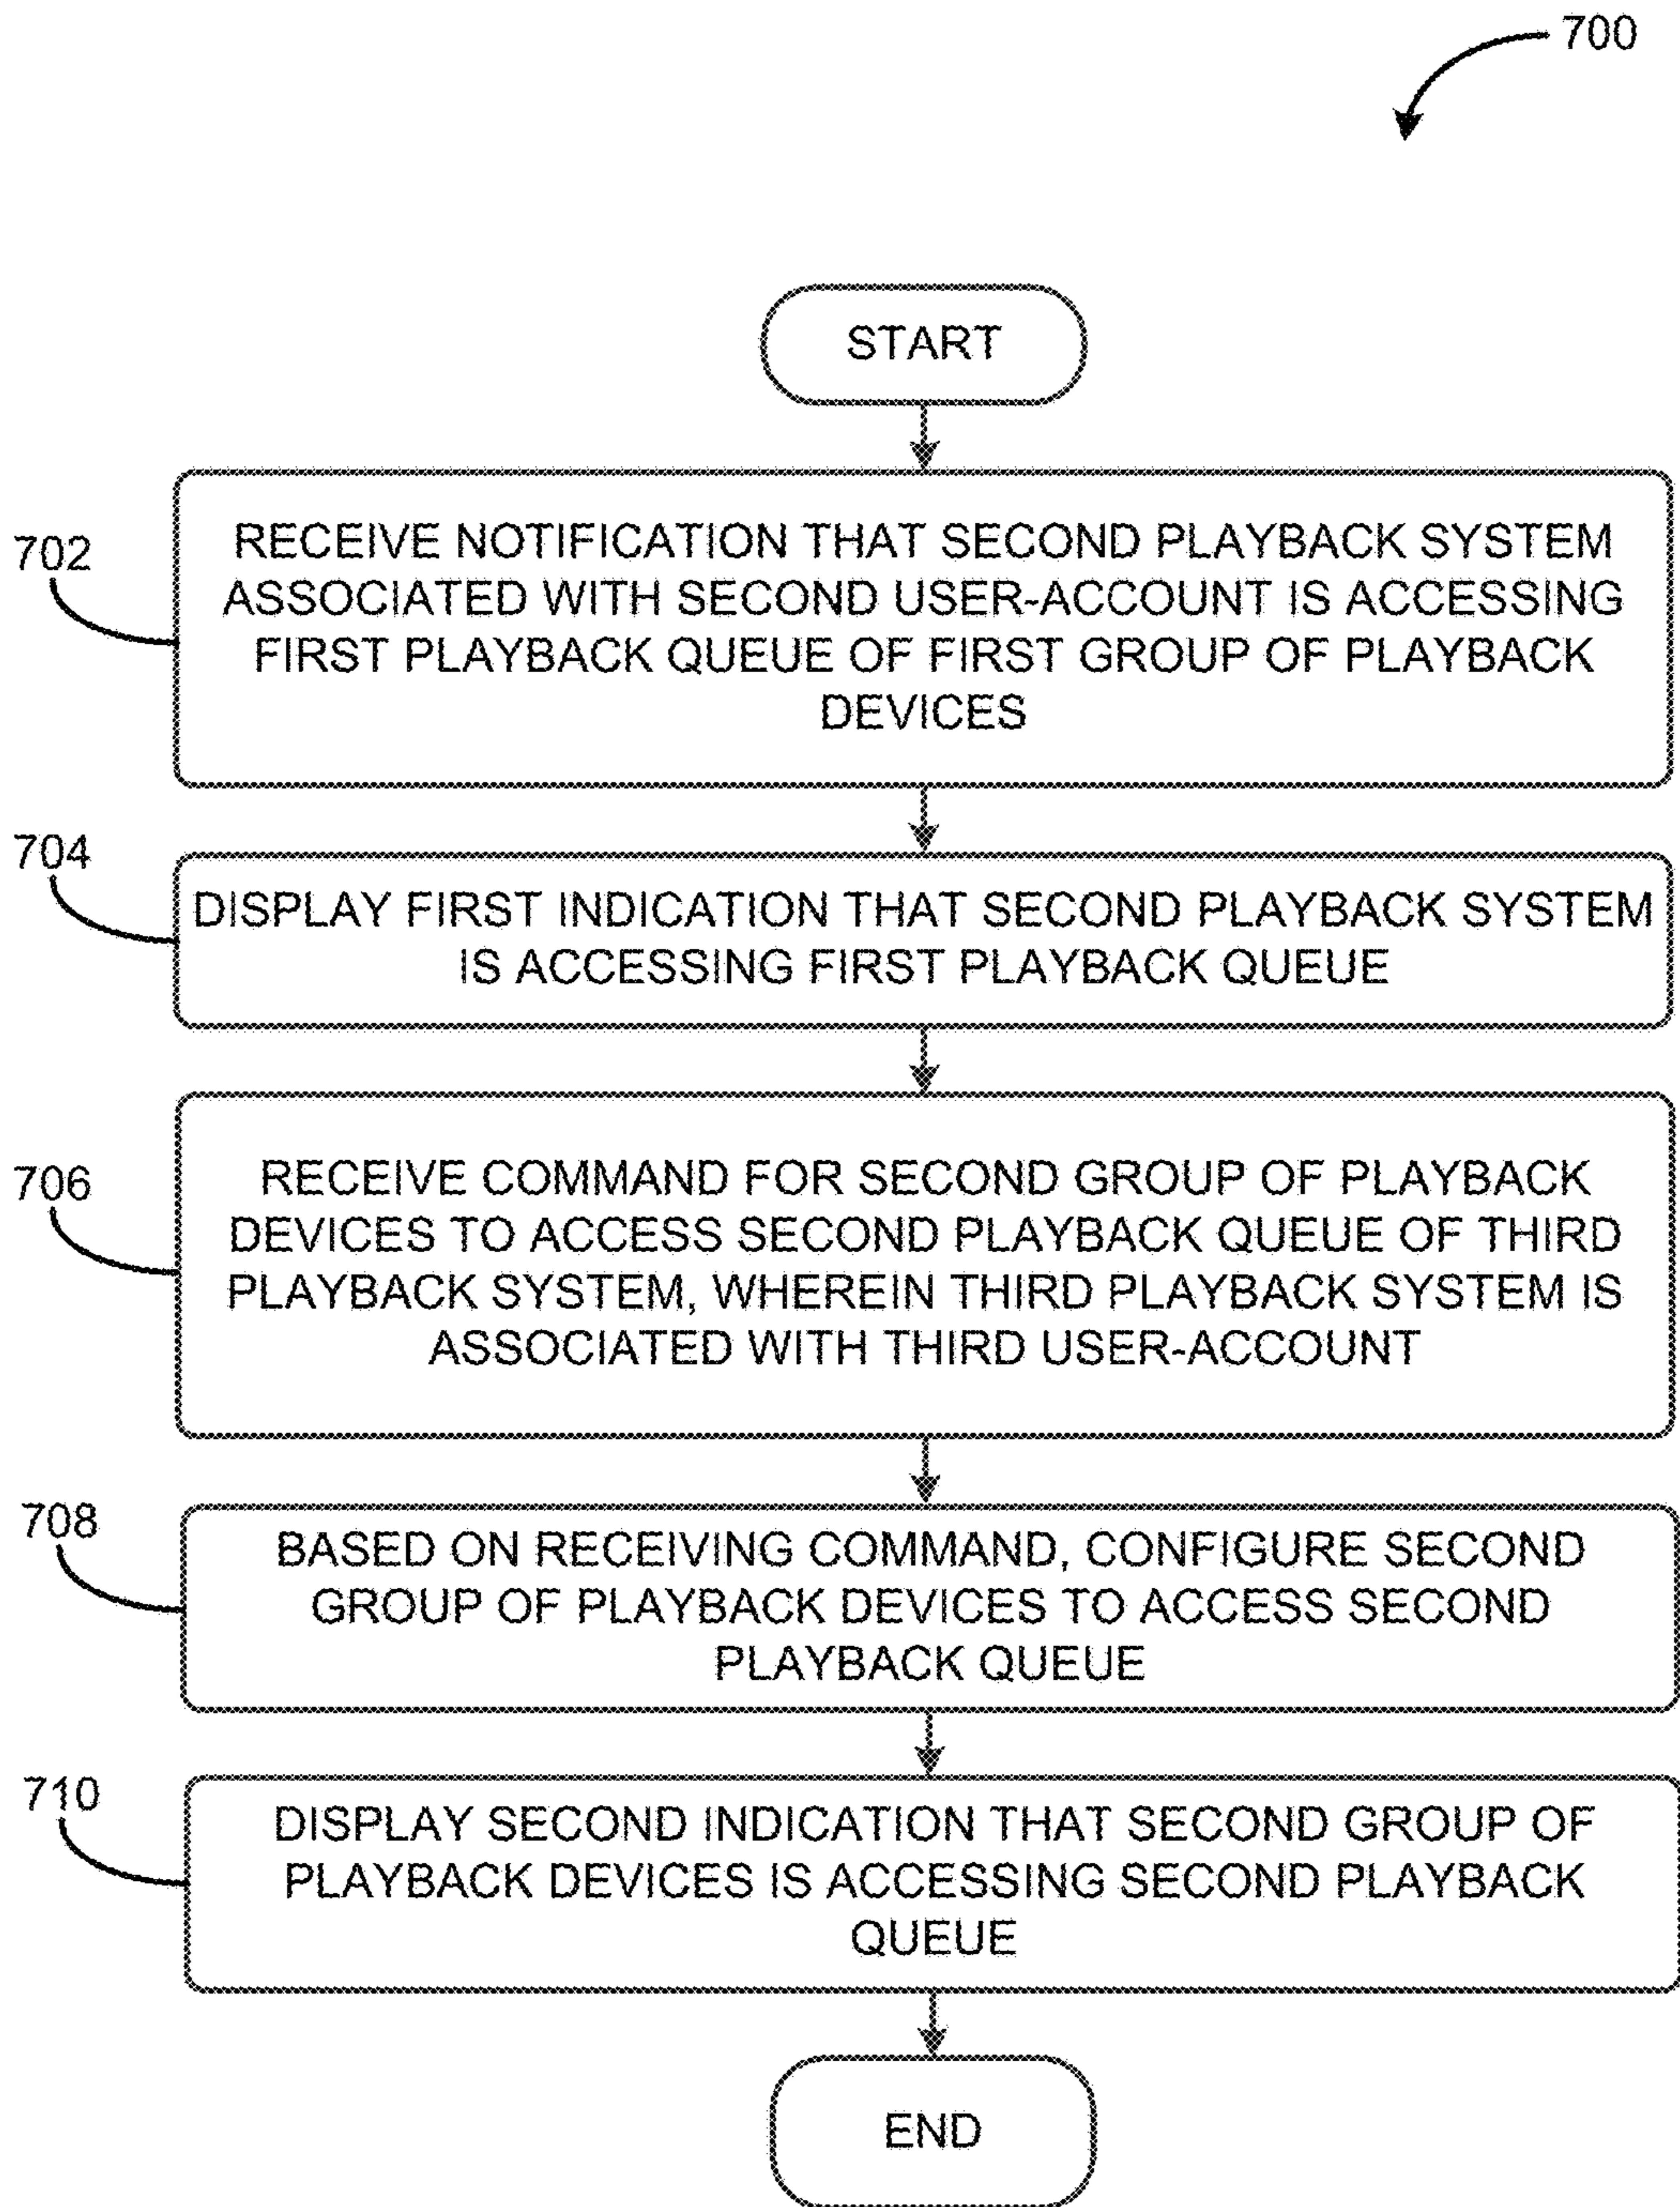 700
START
702
RECEIVE NOTIFICATION THAT SECOND PLAYBACK SYSTEM
ASSOCIATED WITH SECOND USER-ACCOUNT IS ACCESSING
FIRST PLAYBACK QUEUE OF FIRST GROUP OF PLAYBACK
DEVICES
704
DISPLAY FIRST INDICATION THAT SECOND PLAYBACK SYSTEM
IS ACCESSING FIRST PLAYBACK QUEUE
706
RECEIVE COMMAND FOR SECOND GROUP OF PLAYBACK
DEVICES TO ACCESS SECOND PLAYBACK QUEUE OF THIRD
PLAYBACK SYSTEM, WHEREIN THIRD PLAYBACK SYSTEM IS
ASSOCIATED WITH THIRD USER-ACCOUNT
708
BASED ON RECEIVING COMMAND, CONFIGURE SECOND
GROUP OF PLAYBACK DEVICES TO ACCESS SECOND
PLAYBACK QUEUE
710
DISPLAY SECOND INDICATION THAT SECOND GROUP OF
PLAYBACK DEVICES IS ACCESSING SECOND PLAYBACK
QUEUE
END